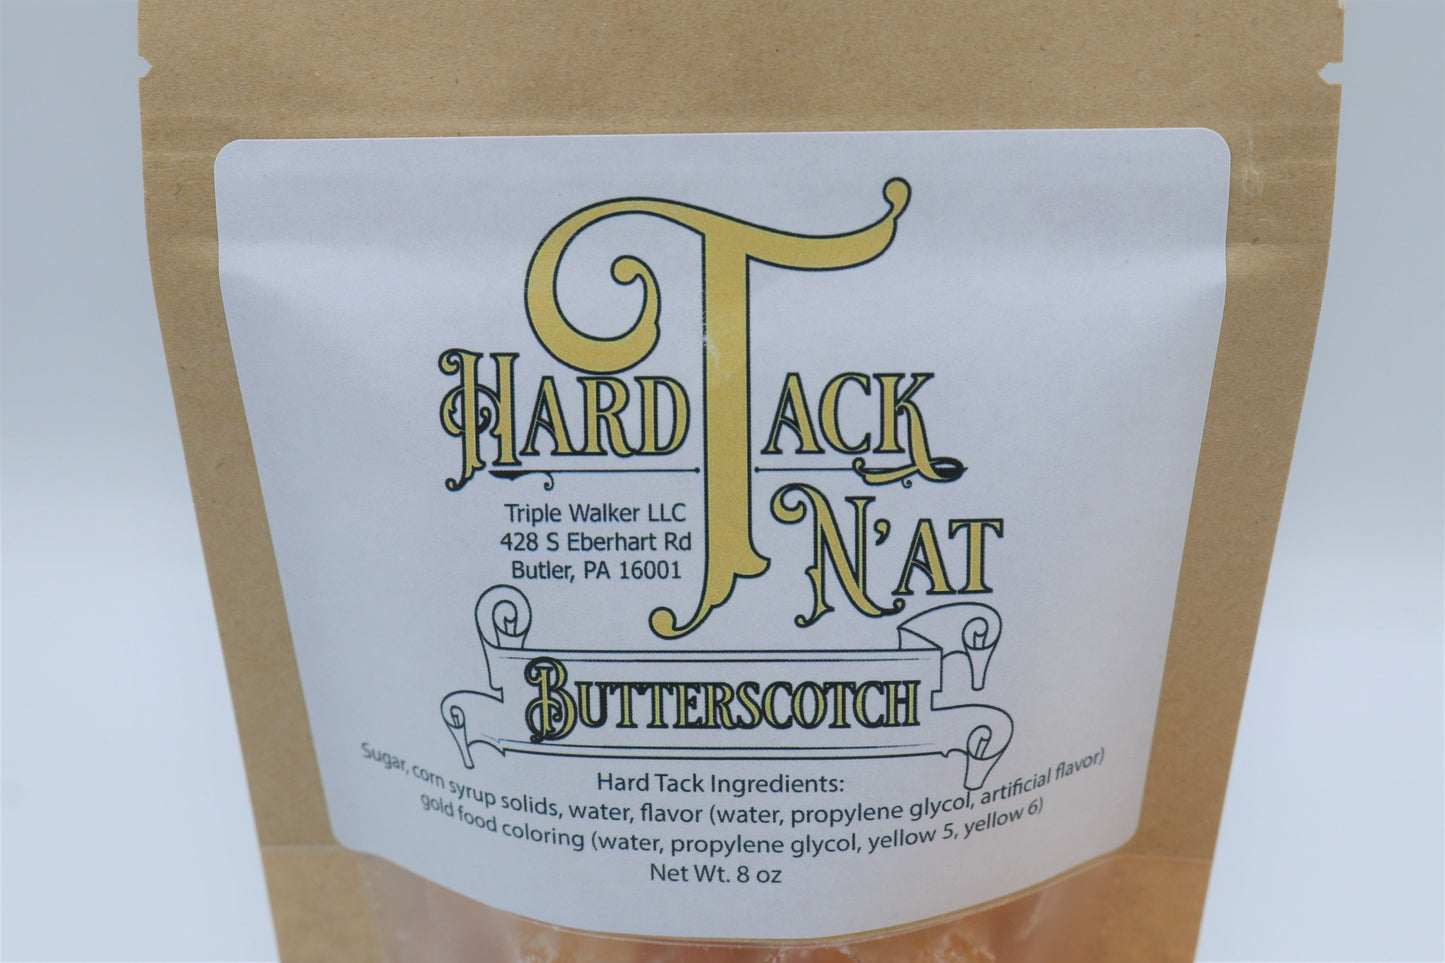 HARD TACK
N'AT
Triple Walker LLC
428 S Eberhart Rd
Butler, PA 16001
BUTTERSCOTCH
Hard Tack Ingredients:
Sugar, corn syrup solids, water, flavor (water, propylene glycol, artificial flavor)
gold food coloring (water, propylene glycol, yellow 5, yellow 6)
Net Wt. 8 oz